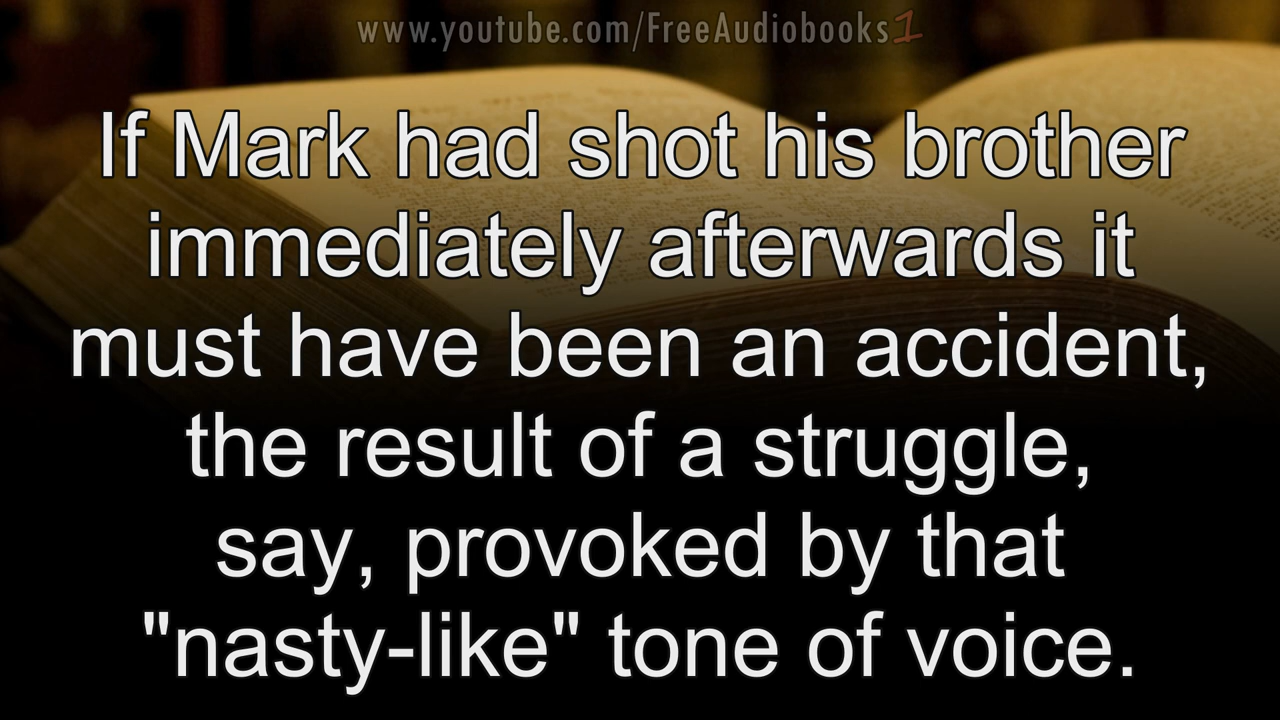 www.youtube.com/FreeAudiobooks1
If Mark had shot his brother
immediately afterwards it
must have been an accident,
the result of a struggle,
say, provoked by that
"nasty-like" tone of voice.